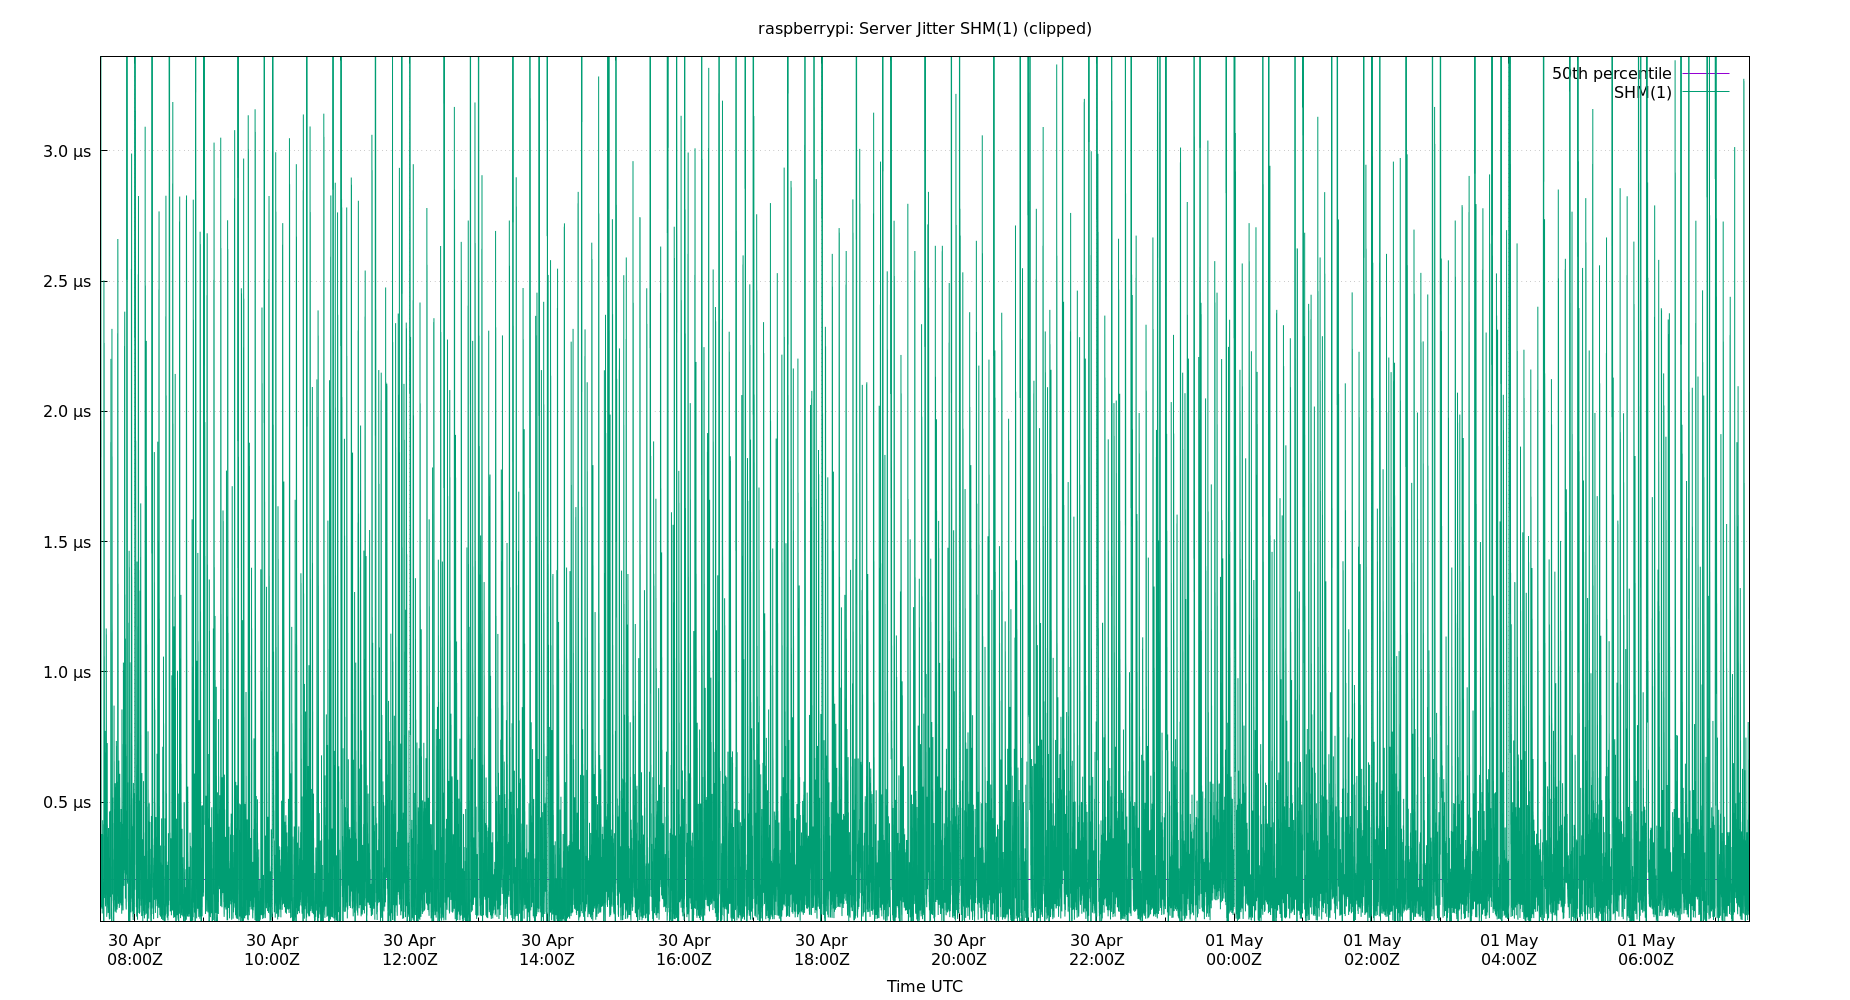 raspberrypi: Server Jitter SHM(1) (clipped)
50th percentile
SHM(1)
3.0 µs
2.5 µs
2.0 µs
1.5 µs
1.0 µs
0.5 µs
30 Apr 30 Apr 30 Apr 30 Apr 30 Apr 30 Apr 30 Apr 30 Apr 01 May 01 May 01 May 01 May
08:00Z 10:00Z 12:00Z 14:00Z 16:00Z 18:00Z 20:00Z 22:00Z 00:00Z 02:00Z 04:00Z 06:00Z
Time UTC